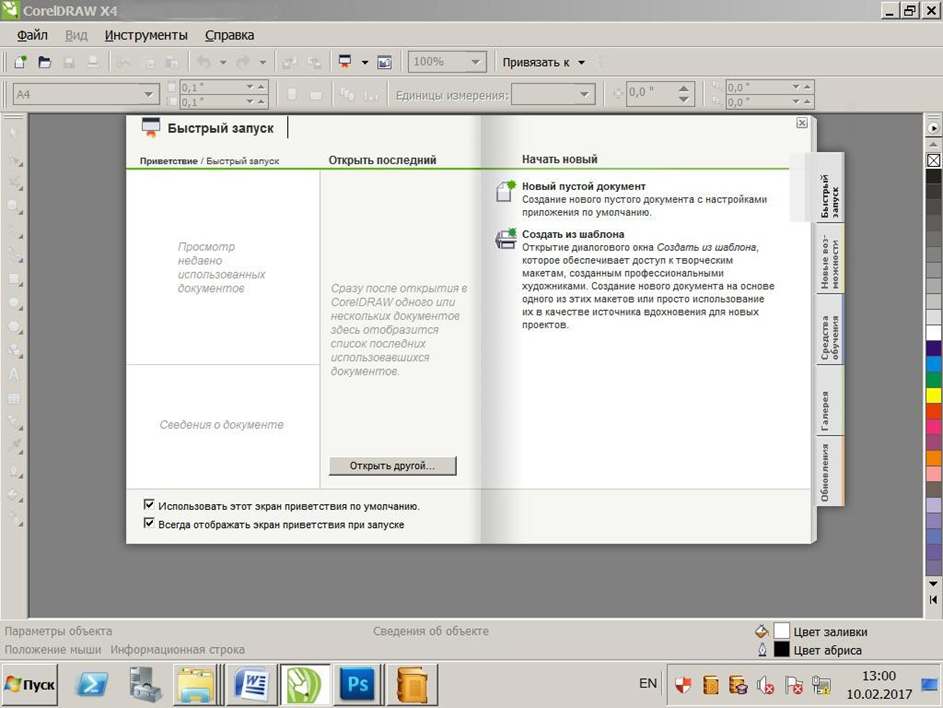 CorelDRAW X4
Файл Вид Инструменты Справка
100% Привязать к
A4 0,1 " 0,1 " Единицы измерения: 0,0 " 0,0 " 0,0 "
Быстрый запуск
Приветствие / Быстрый запуск
Просмотр
недавно
использованных
документов
Сведения о документе
Открыть последний
Сразу после открытия в
CorelDRAW одного или
нескольких документов
здесь отобразится
список последних
использовавшихся
документов.
Открыть другой...
Начать новый
Новый пустой документ
Создание нового пустого документа с настройками
приложения по умолчанию.
Создать из шаблона
Открытие диалогового окна Создать из шаблона,
которое обеспечивает доступ к творческим
макетам, созданным профессиональными
художниками. Создание нового документа на основе
одного из этих макетов или просто использование
их в качестве источника вдохновения для новых
проектов.
Быстрый
запуск
Новые воз-
можности
Средства
обучения
Галерея
Обновления
Использовать этот экран приветствия по умолчанию.
Всегда отображать экран приветствия при запуске
Параметры объекта Сведения об объекте
Цвет заливки
Положение мыши Информационная строка
Цвет абриса
Пуск W Ps EN 13:00
10.02.2017